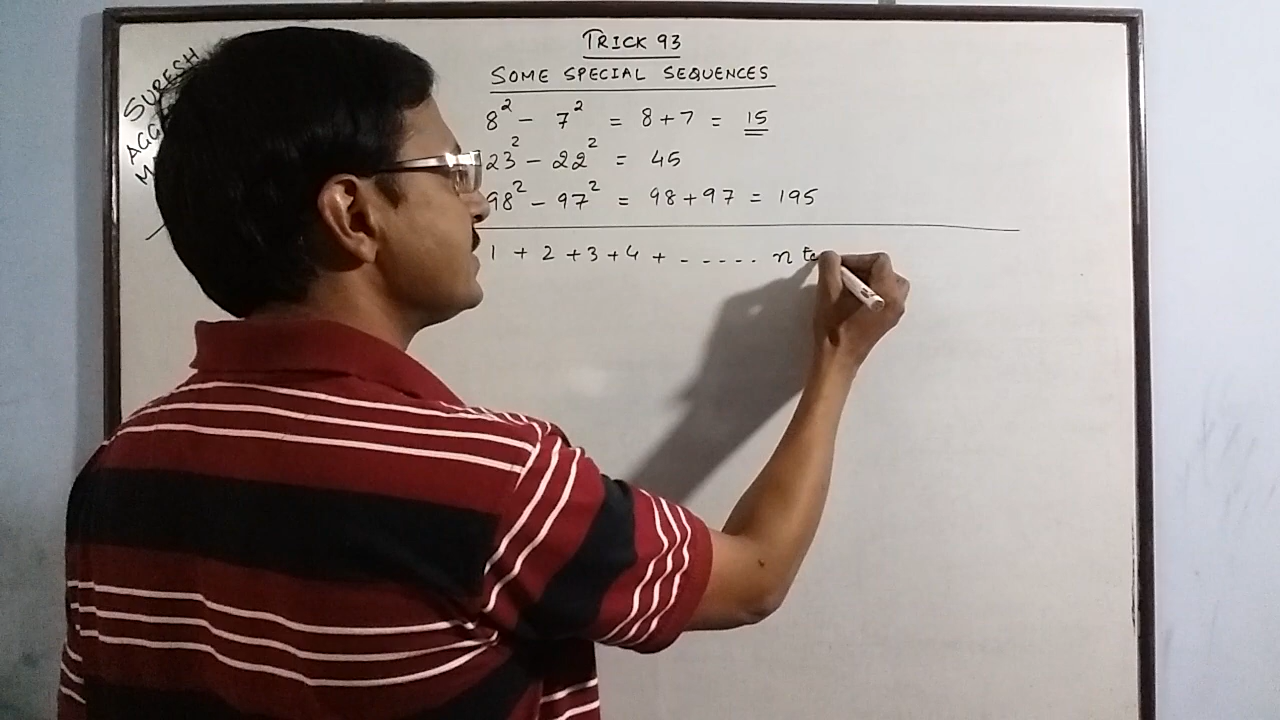 TRICK 93
SOME SPECIAL SEQUENCES
SURESH
8² - 7² = 8+7 = 15
23² - 22² = 45
98² - 97² = 98+97 = 195
1 + 2 +3 +4 + - - - - . n te